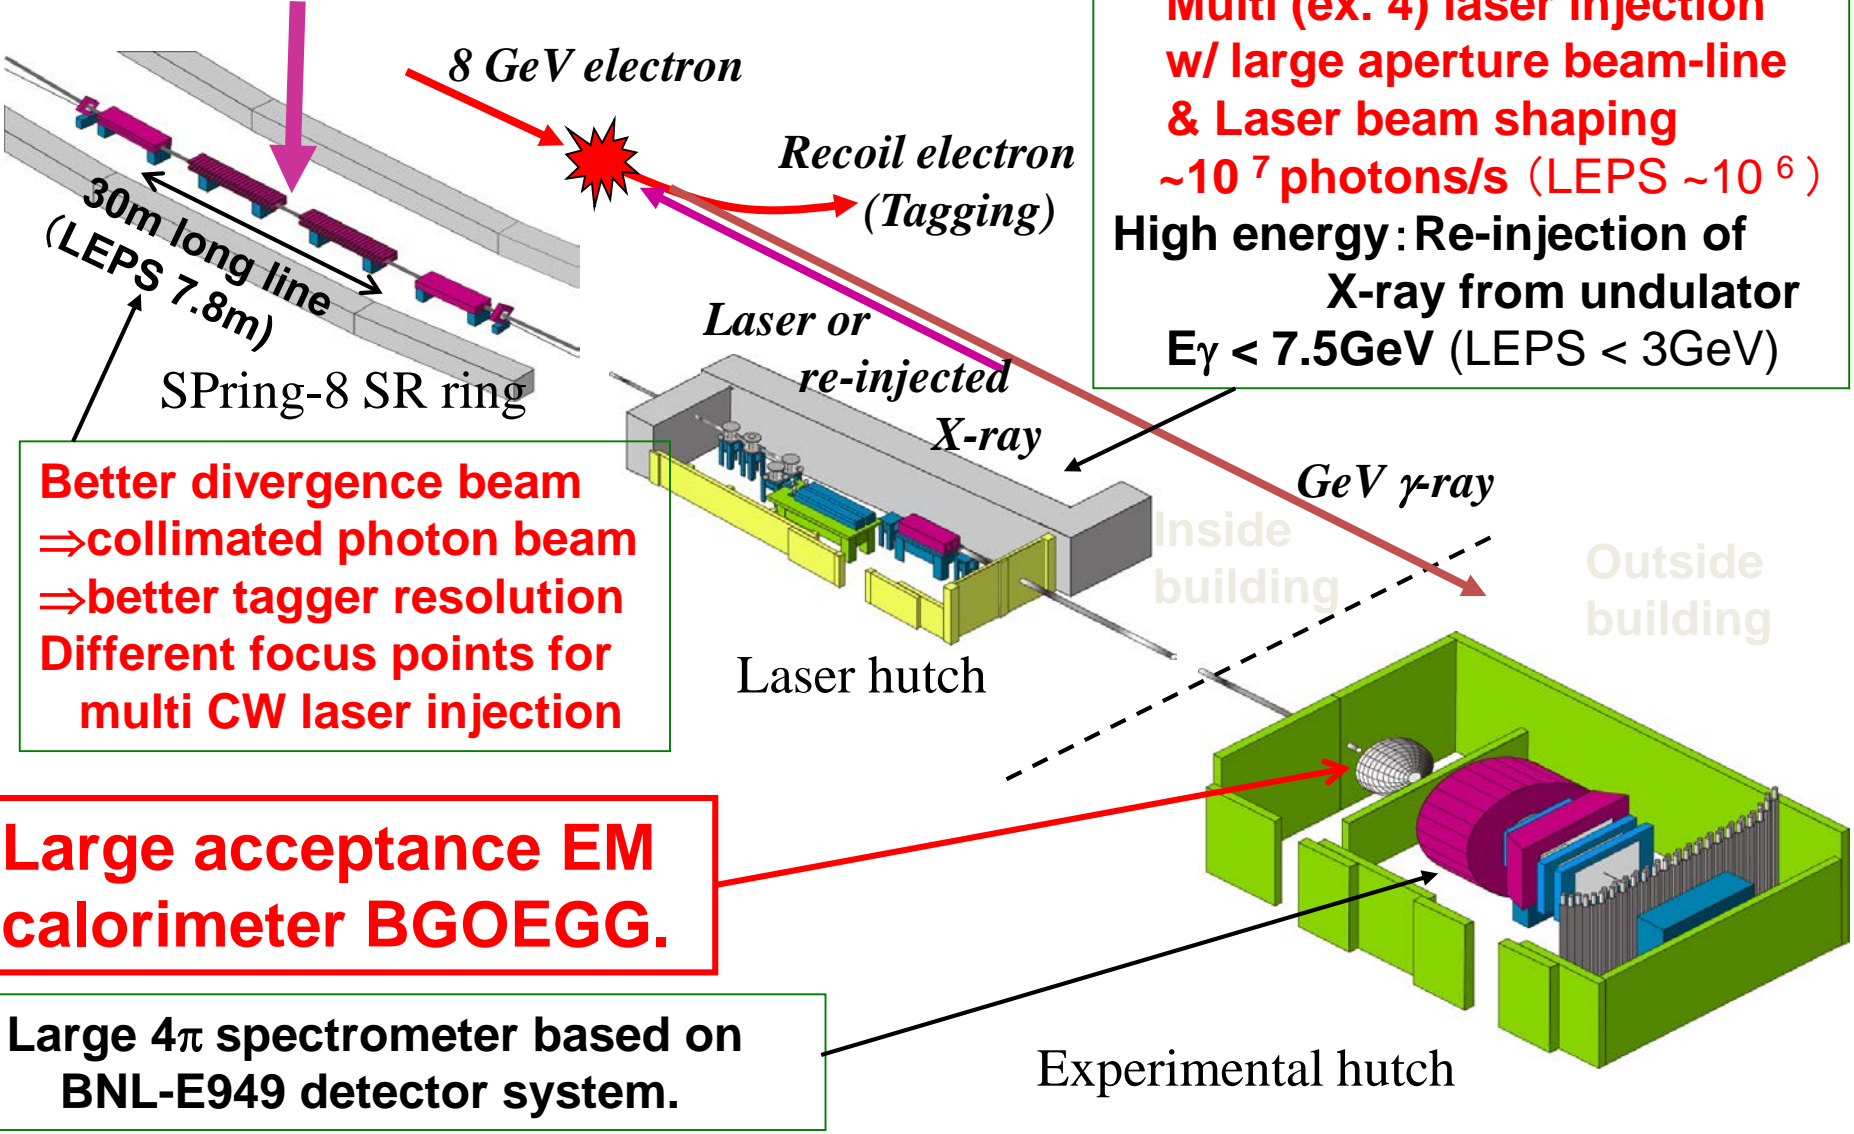 Multi (ex. 4) laser injection
w/ large aperture beam-line
& Laser beam shaping
~10 7 photons/s（LEPS ~10 6 ）
High energy：Re-injection of
X-ray from undulator
Eγ < 7.5GeV (LEPS < 3GeV)
8 GeV electron
Recoil electron
(Tagging)
30m long line
（LEPS 7.8m)
SPring-8 SR ring
Laser or
re-injected
X-ray
GeV γ-ray
Inside
building
Outside
building
Better divergence beam
⇒collimated photon beam
⇒better tagger resolution
Different focus points for
multi CW laser injection
Laser hutch
Large acceptance EM
calorimeter BGOEGG.
Large 4π spectrometer based on
BNL-E949 detector system.
Experimental hutch